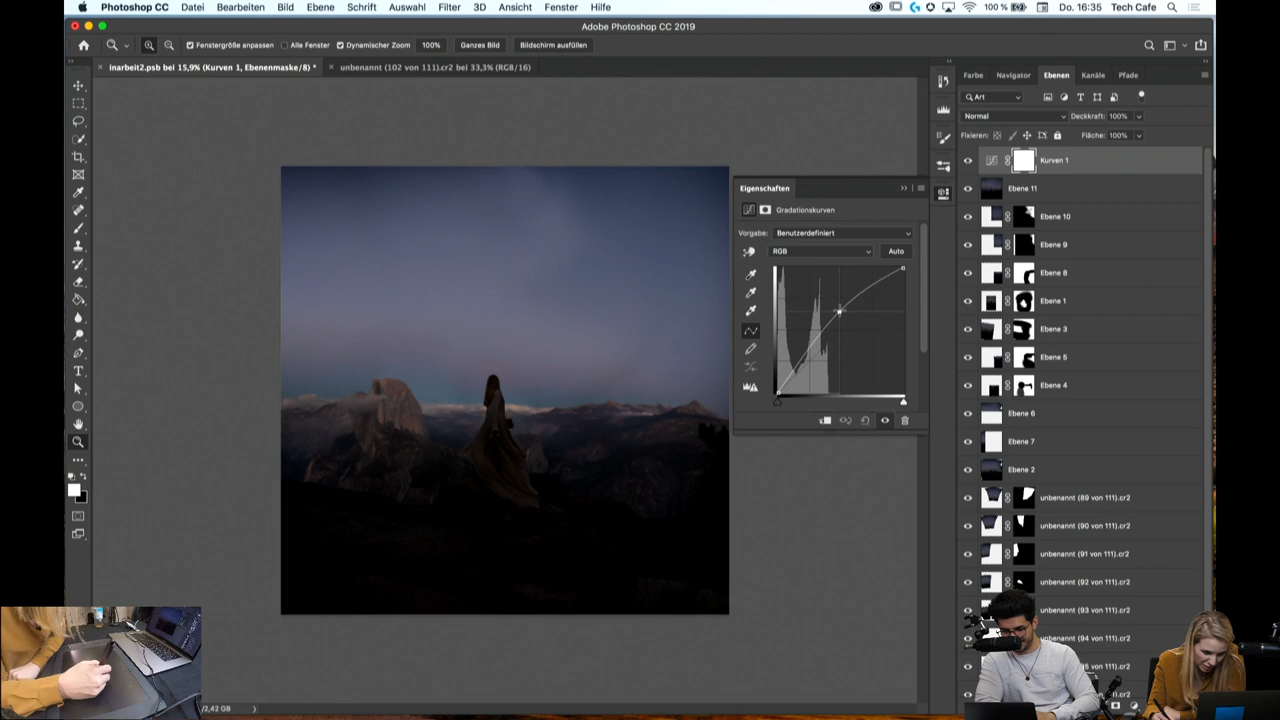 Photoshop CC Datei Bearbeiten Bild Ebene Schrift Auswahl Filter 3D Ansicht Fenster Hilfe 100 % Do. 16:35 Tech Cafe
Adobe Photoshop CC 2019
Fenstergröße anpassen Alle Fenster Dynamischer Zoom 100% Ganzes Bild Bildschirm ausfüllen
inarbeit2.psb bei 15,9% (Kurven 1, Ebenenmaske/8) * unbenannt (102 von 111).cr2 bei 33,3% (RGB/16)
Farbe Navigator Ebenen Kanäle Pfade
Art
Normal Deckkraft: 100%
Fixieren: Fläche: 100%
Kurven 1
Ebene 11
Ebene 10
Ebene 9
Ebene 8
Ebene 1
Ebene 3
Ebene 5
Ebene 4
Ebene 6
Ebene 7
Ebene 2
unbenannt (89 von 111).cr2
unbenannt (90 von 111).cr2
unbenannt (91 von 111).cr2
unbenannt (92 von 111).cr2
unbenannt (93 von 111).cr2
(94 von 111).cr2
von 111).cr2
Eigenschaften
Gradationskurven
Vorgabe: Benutzerdefiniert
RGB Auto
/2,42 GB